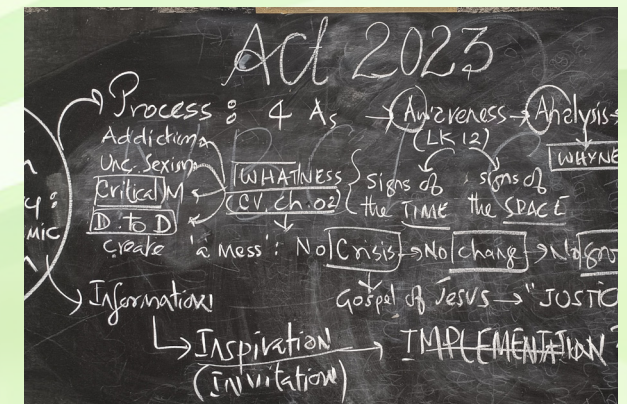 Act 2023
Process : 4 As → Awareness → Analysis →
(LK 12)
Addiction
Unc. Sexism
Critical M
D. to D
WHATNESS
(CV. Ch. 02)
signs of
the TIME
signs of
the SPACE
WHYNE
create 'a Mess': No Crisis → No change → No
Information
Gospel of Jesus → "JUSTIC
↳ Inspiration → IMPLEMENTATION
(Invitation)